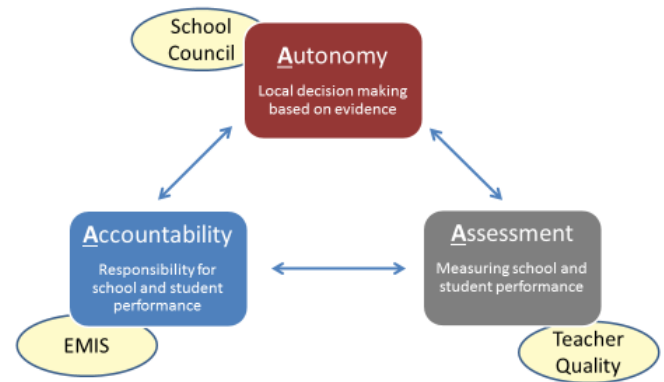 School
Council
Autonomy
Local decision making
based on evidence
Accountability
Responsibility for
school and student
performance
Assessment
Measuring school and
student performance
EMIS
Teacher
Quality